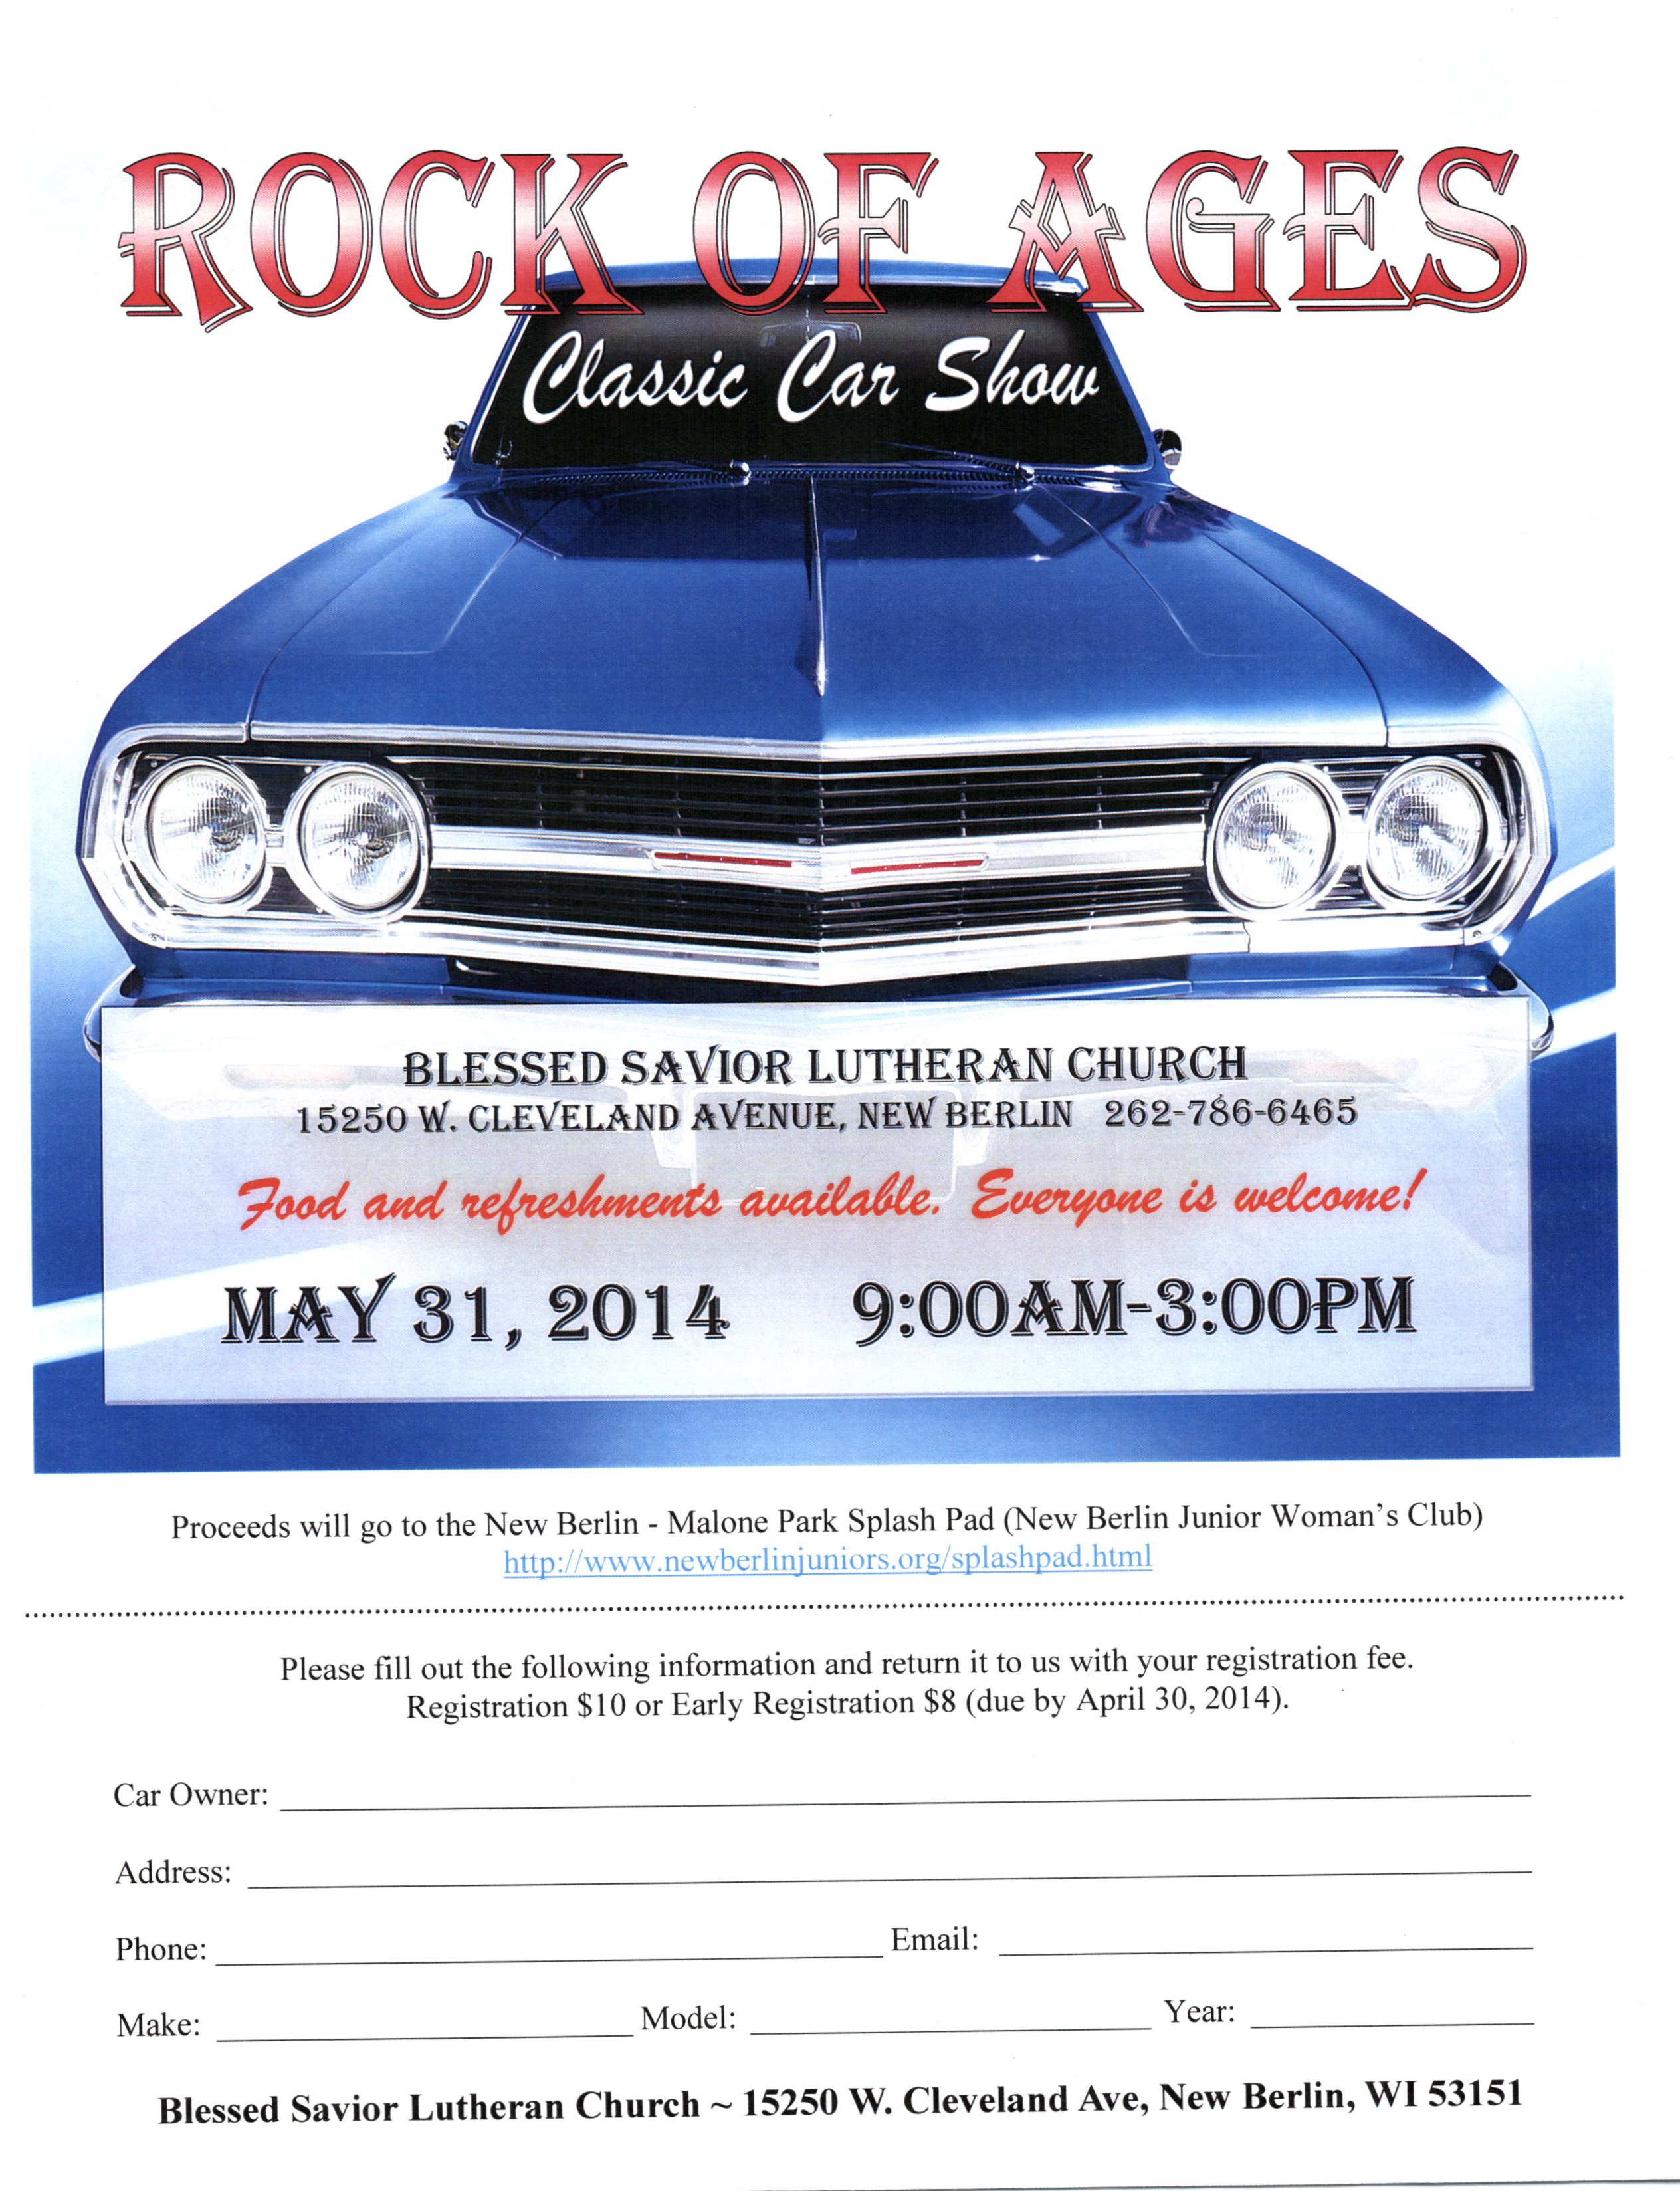 ROCK OF AGES
Classic Car Show
BLESSED SAVIOR LUTHERAN CHURCH
15250 W. CLEVELAND AVENUE, NEW BERLIN 262-786-6465
Food and refreshments available. Everyone is welcome!
MAY 31, 2014 9:00AM-3:00PM
Proceeds will go to the New Berlin - Malone Park Splash Pad (New Berlin Junior Woman's Club)
http://www.newberlinjuniors.org/splashpad.html
Please fill out the following information and return it to us with your registration fee.
Registration $10 or Early Registration $8 (due by April 30, 2014).
Car Owner:
Address:
Phone: Email:
Make: Model: Year:
Blessed Savior Lutheran Church ~ 15250 W. Cleveland Ave, New Berlin, WI 53151